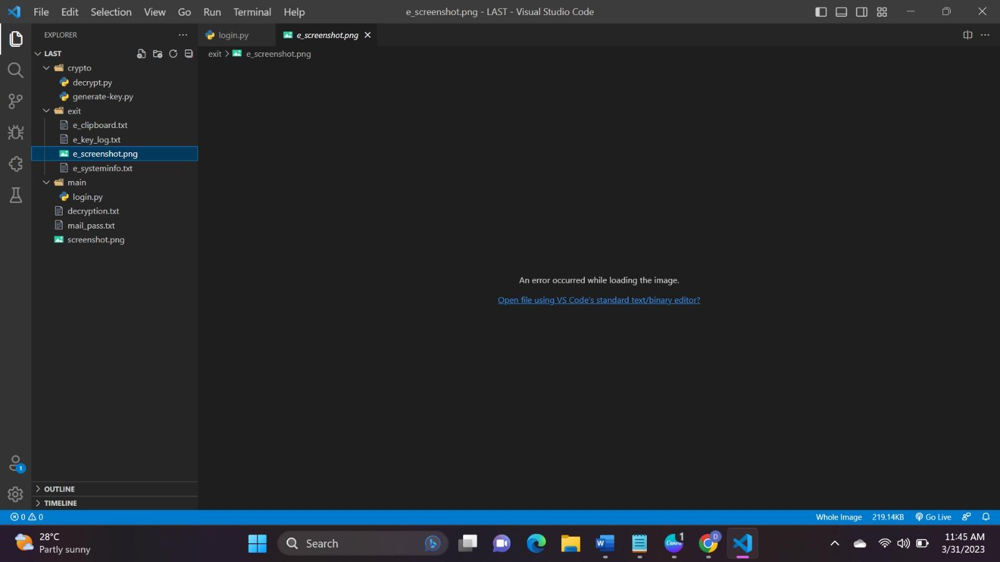 File Edit Selection View Go Run Terminal Help
e_screenshot.png - LAST - Visual Studio Code
EXPLORER
login.py
e_screenshot.png
LAST
exit > e_screenshot.png
crypto
decrypt.py
generate-key.py
exit
e_clipboard.txt
e_key_log.txt
e_screenshot.png
e_systeminfo.txt
main
login.py
decryption.txt
mail_pass.txt
screenshot.png
An error occurred while loading the image.
Open file using VS Code's standard text/binary editor?
1
OUTLINE
TIMELINE
0 0
Whole Image 219.14KB Go Live
28°C
Partly sunny
Search
W
Canva
1
D
11:45 AM
3/31/2023